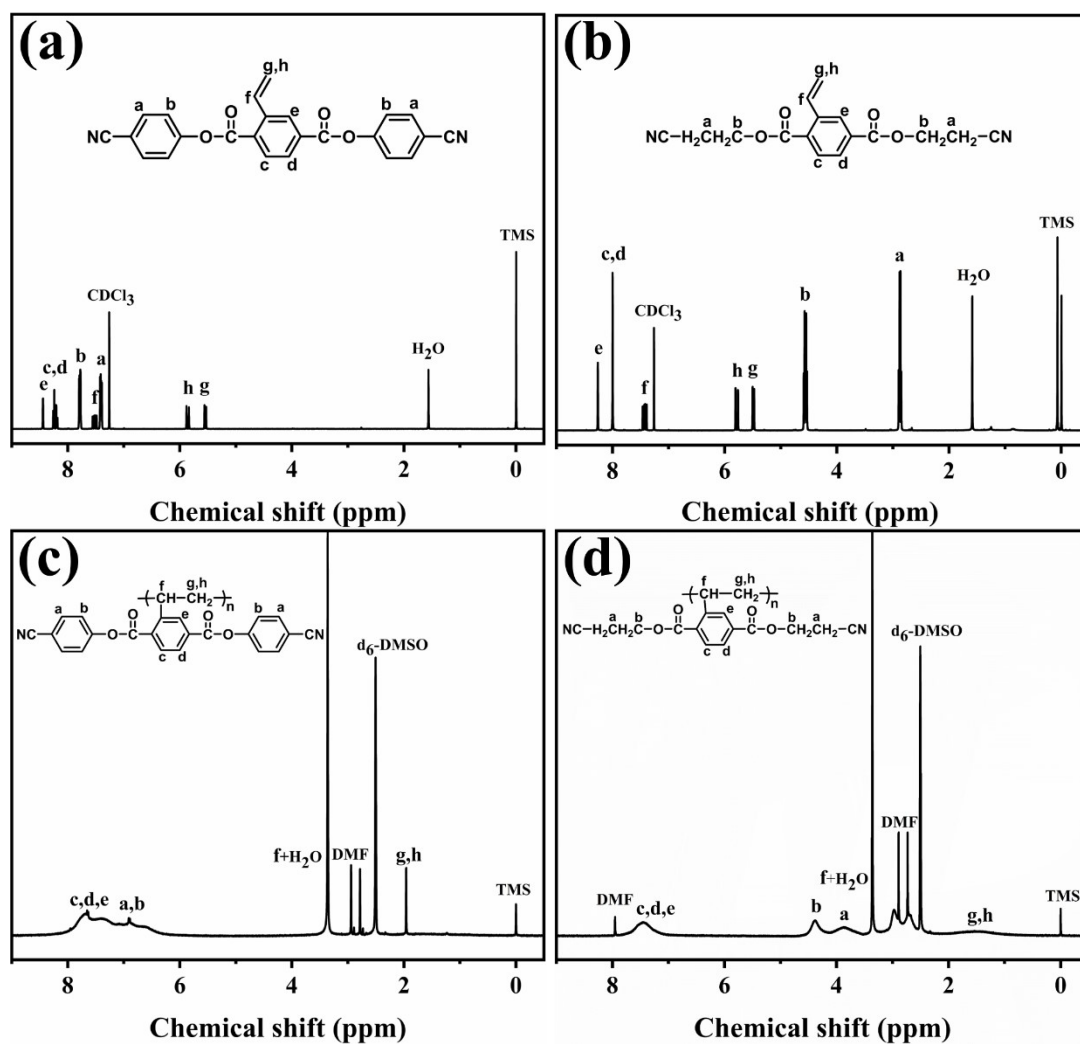 (a)
g,h
f
a b e b a
O O
NC O O CN
c d
TMS
CDCl3
b a
c,d
e f
h g
H2O
8 6 4 2 0
Chemical shift (ppm)
(b)
g,h
f
a b e b a
O O
NC-H2CH2C O OCH2CH2-CN
c d
TMS
c,d
a
b
H2O
CDCl3
e
h g
f
8 6 4 2 0
Chemical shift (ppm)
(c)
f g,h
CH-CH2
n
a b e b a
O O
NC O O CN
c d
d6-DMSO
f+H2O
DMF
g,h
TMS
c,d,e
a,b
8 6 4 2 0
Chemical shift (ppm)
(d)
f g,h
CH-CH2
n
a b e b a
O O
NC-H2CH2C O OCH2CH2-CN
c d
d6-DMSO
DMF
f+H2O
DMF
c,d,e
b
a
g,h
TMS
8 6 4 2 0
Chemical shift (ppm)